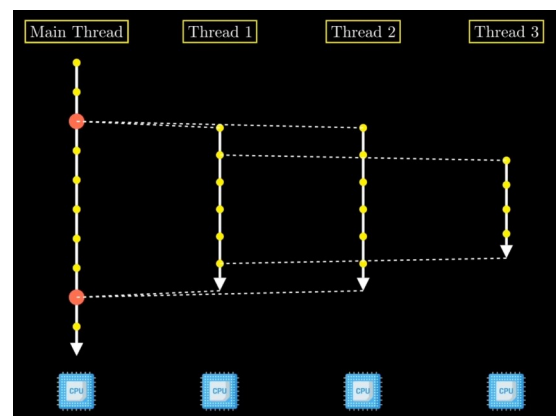 Main Thread
Thread 1
Thread 2
Thread 3
CPU
CPU
CPU
CPU